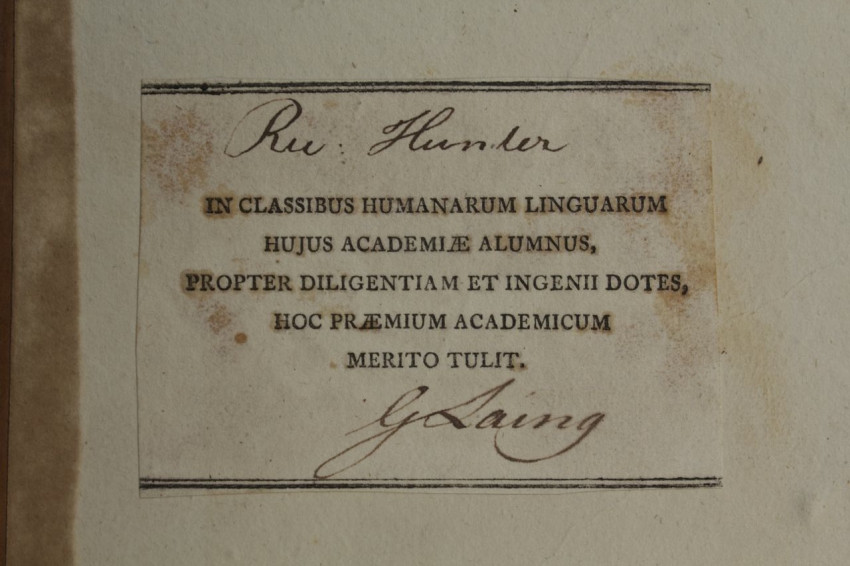 Ric: Hunter
IN CLASSIBUS HUMANARUM LINGUARUM
HUJUS ACADEMIÆ ALUMNUS,
PROPTER DILIGENTIAM ET INGENII DOTES,
HOC PRÆMIUM ACADEMICUM
MERITO TULIT.
G Laing